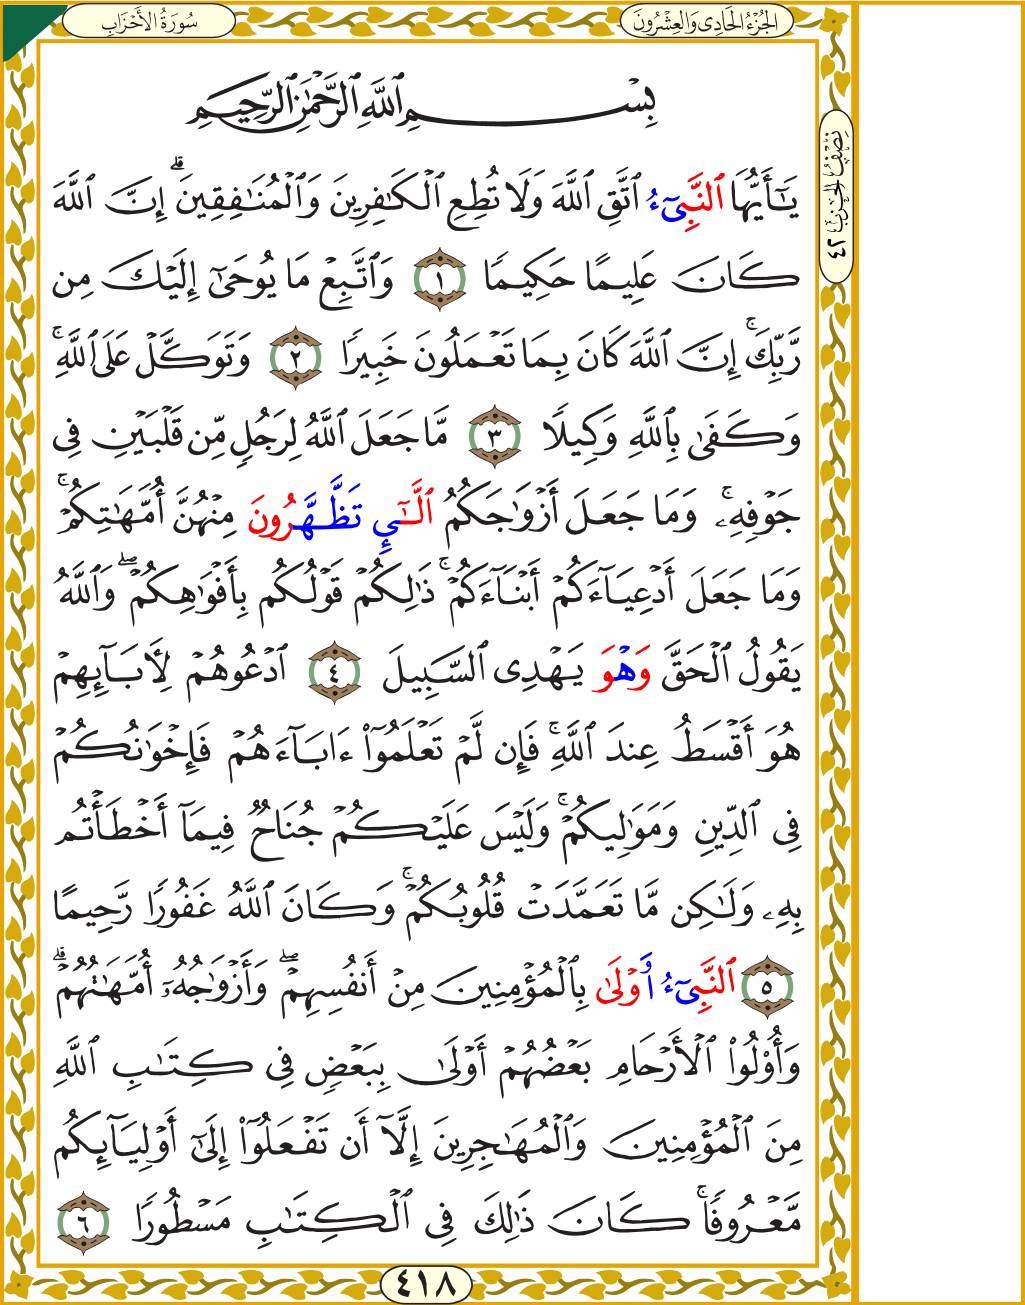 سُورَةُ الأَحْزَابِ
الجُزْءُ الحَادِي وَالعِشْرُونَ
نِصْفُ الحِزْبِ ٤٢
بِسْمِ ٱللَّهِ ٱلرَّحْمَٰنِ ٱلرَّحِيمِ
يَـٰٓأَيُّهَا ٱلنَّبِىٓءُ ٱتَّقِ ٱللَّهَ وَلَا تُطِعِ ٱلْكَـٰفِرِينَ وَٱلْمُنَـٰفِقِينَ ۗ إِنَّ ٱللَّهَ
كَانَ عَلِيمًا حَكِيمًا ١ وَٱتَّبِعْ مَا يُوحَىٰٓ إِلَيْكَ مِن
رَّبِّكَ ۚ إِنَّ ٱللَّهَ كَانَ بِمَا تَعْمَلُونَ خَبِيرًا ٢ وَتَوَكَّلْ عَلَى ٱللَّهِ ۚ
وَكَفَىٰ بِٱللَّهِ وَكِيلًا ٣ مَّا جَعَلَ ٱللَّهُ لِرَجُلٍ مِّن قَلْبَيْنِ فِى
جَوْفِهِۦ ۚ وَمَا جَعَلَ أَزْوَٰجَكُمُ ٱلَّـٰٓىِٕ تَظَّهَّرُونَ مِنْهُنَّ أُمَّهَـٰتِكُمْ ۚ
وَمَا جَعَلَ أَدْعِيَآءَكُمْ أَبْنَآءَكُمْ ۚ ذَٰلِكُمْ قَوْلُكُم بِأَفْوَٰهِكُمْ ۖ وَٱللَّهُ
يَقُولُ ٱلْحَقَّ وَهْوَ يَهْدِى ٱلسَّبِيلَ ٤ ٱدْعُوهُمْ لِـَٔابَآئِهِمْ
هُوَ أَقْسَطُ عِندَ ٱللَّهِ ۚ فَإِن لَّمْ تَعْلَمُوٓا۟ ءَابَآءَهُمْ فَإِخْوَٰنُكُمْ
فِى ٱلدِّينِ وَمَوَٰلِيكُمْ ۚ وَلَيْسَ عَلَيْكُمْ جُنَاحٌ فِيمَآ أَخْطَأْتُم
بِهِۦ وَلَـٰكِن مَّا تَعَمَّدَتْ قُلُوبُكُمْ ۚ وَكَانَ ٱللَّهُ غَفُورًا رَّحِيمًا
٥ ٱلنَّبِىٓءُ أَوْلَىٰ بِٱلْمُؤْمِنِينَ مِنْ أَنفُسِهِمْ ۖ وَأَزْوَٰجُهُۥٓ أُمَّهَـٰتُهُمْ ۗ
وَأُو۟لُوا۟ ٱلْأَرْحَامِ بَعْضُهُمْ أَوْلَىٰ بِبَعْضٍ فِى كِتَـٰبِ ٱللَّهِ
مِنَ ٱلْمُؤْمِنِينَ وَٱلْمُهَـٰجِرِينَ إِلَّآ أَن تَفْعَلُوٓا۟ إِلَىٰٓ أَوْلِيَآئِكُم
مَّعْرُوفًا ۚ كَانَ ذَٰلِكَ فِى ٱلْكِتَـٰبِ مَسْطُورًا ٦
٤١٨